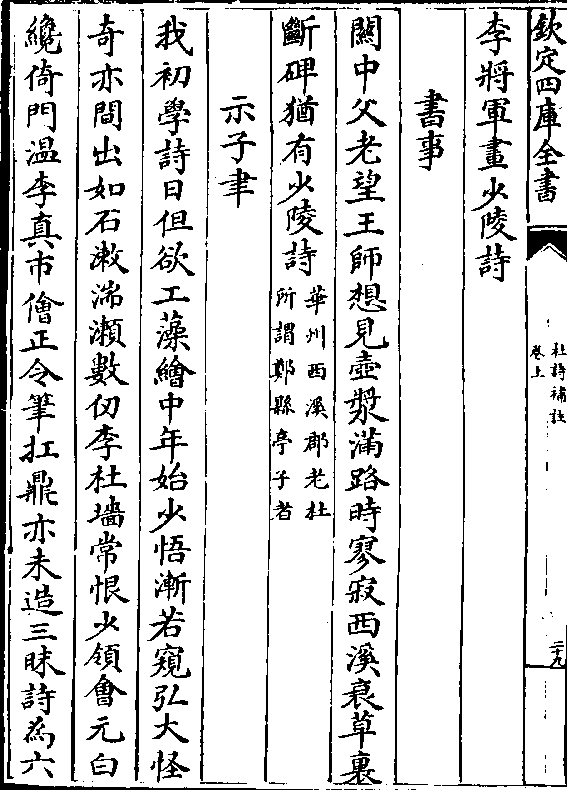 欽定四庫全書
杜詩補註
卷上
二十九
李將軍畫少陵詩
書事
關中父老望王師想見壺漿滿路時寥寂西溪衰草裏
斷碑猶有少陵詩
華州西溪郡老杜
所謂鄭縣亭子者
示子聿
我初學詩日但欲工藻繪中年始少悟漸若窺弘大怪
奇亦間出如石漱湍瀨數仞李杜墻常恨少領會元白
纔倚門温李真市儈正令筆扛鼎亦未造三昧詩為六